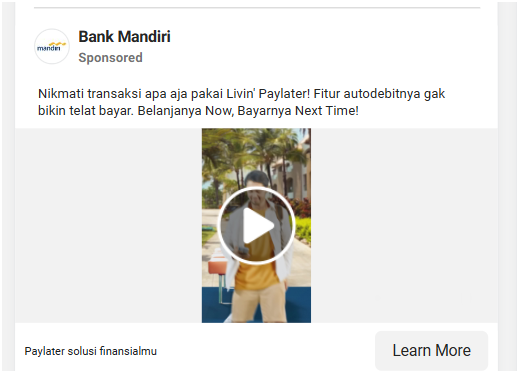 mandiri
Bank Mandiri
Sponsored
Nikmati transaksi apa aja pakai Livin' Paylater! Fitur autodebitnya gak
bikin telat bayar. Belanjanya Now, Bayarnya Next Time!
Paylater solusi finansialmu
Learn More